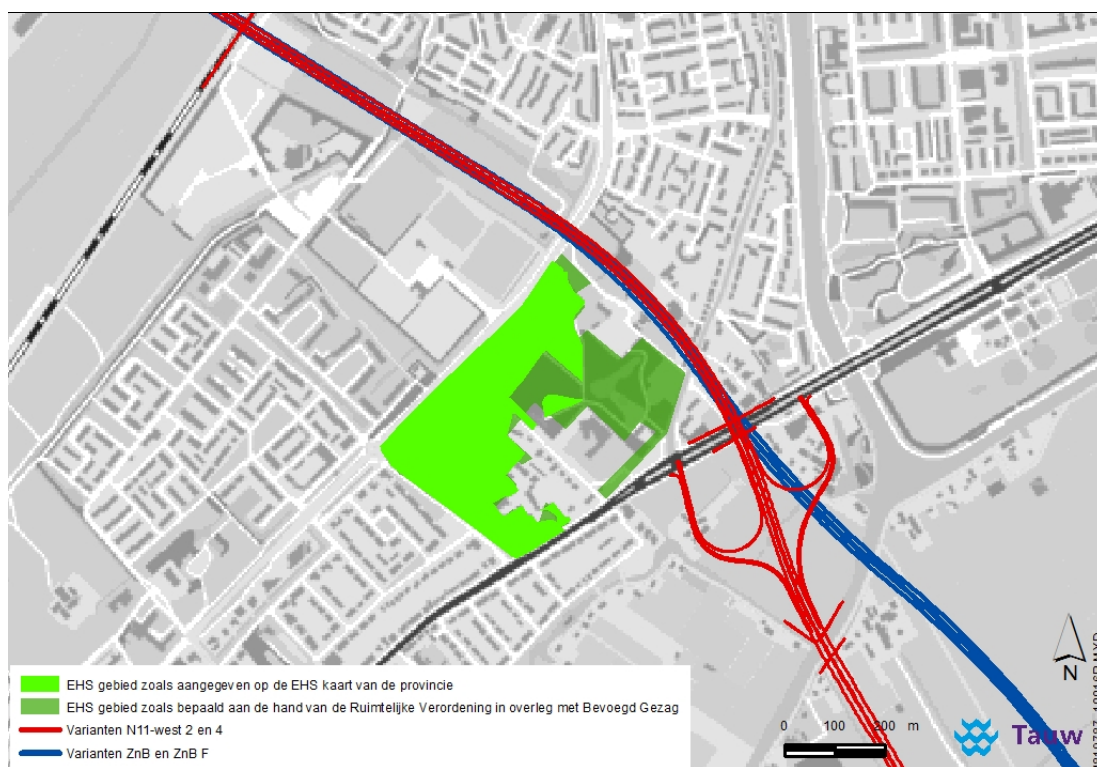 EHS gebied zoals aangegeven op de EHS kaart van de provincie
EHS gebied zoals bepaald aan de hand van de Ruimtelijke Verordening in overleg met Bevoegd Gezag
Varianten N11-west 2 en 4
Varianten ZnB en ZnB F
0 100 200 m
N
Tauw